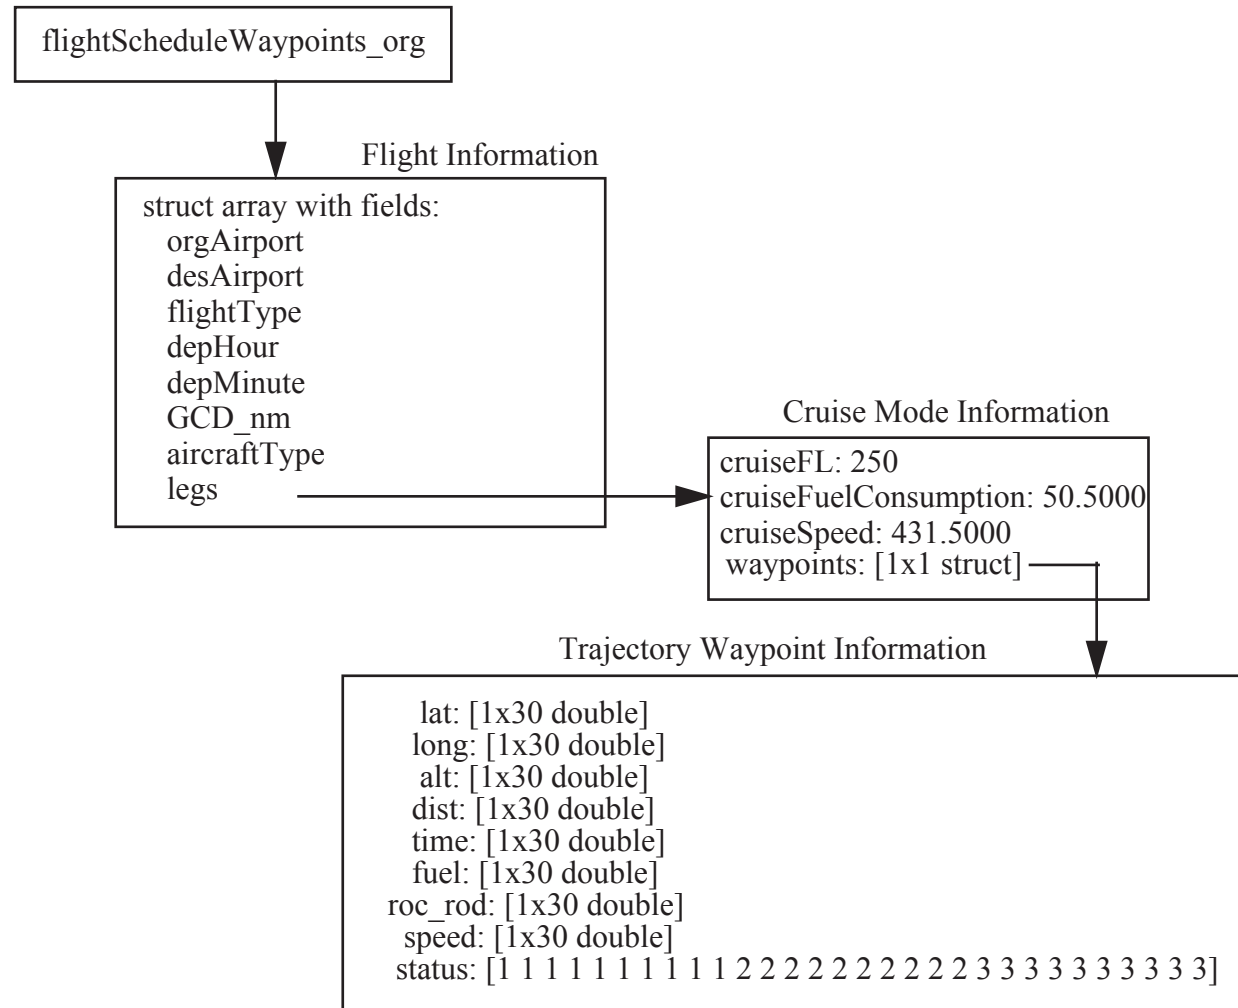 flightScheduleWaypoints_org
Flight Information
struct array with fields:
orgAirport
desAirport
flightType
depHour
depMinute
GCD_nm
aircraftType
legs
Cruise Mode Information
cruiseFL: 250
cruiseFuelConsumption: 50.5000
cruiseSpeed: 431.5000
waypoints: [1x1 struct]
Trajectory Waypoint Information
lat: [1x30 double]
long: [1x30 double]
alt: [1x30 double]
dist: [1x30 double]
time: [1x30 double]
fuel: [1x30 double]
roc_rod: [1x30 double]
speed: [1x30 double]
status: [1 1 1 1 1 1 1 1 1 1 2 2 2 2 2 2 2 2 2 2 3 3 3 3 3 3 3 3 3 3]